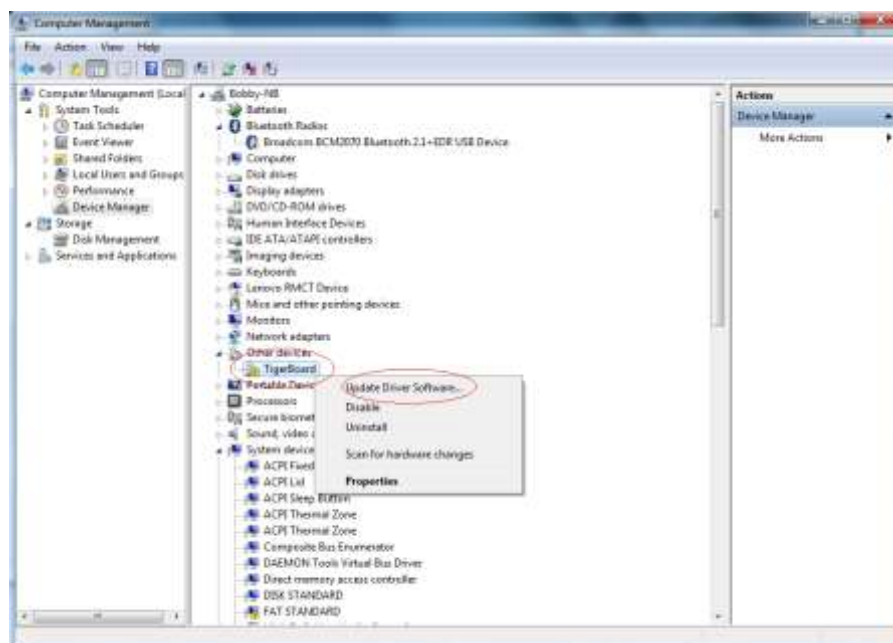 Computer Management
File Action View Help
Computer Management (Local
System Tools
Task Scheduler
Event Viewer
Shared Folders
Local Users and Groups
Performance
Device Manager
Storage
Disk Management
Services and Applications
Bobby-NB
Batteries
Bluetooth Radios
Broadcom BCM2070 Bluetooth 2.1+EDR USB Device
Computer
Disk drives
Display adapters
DVD/CD-ROM drives
Human Interface Devices
IDE ATA/ATAPI controllers
Imaging devices
Keyboards
Lenovo RMCT Device
Mice and other pointing devices
Monitors
Network adapters
Other devices
TigerBoard
Portable Devic
Processors
Secure biomet
Sound, video
System device
ACPI Fixed
ACPI Lid
ACPI Sleep Button
ACPI Thermal Zone
ACPI Thermal Zone
Composite Bus Enumerator
DAEMON Tools Virtual Bus Driver
Direct memory access controller
DISK STANDARD
FAT STANDARD
Update Driver Software...
Disable
Uninstall
Scan for hardware changes
Properties
Actions
Device Manager
More Actions